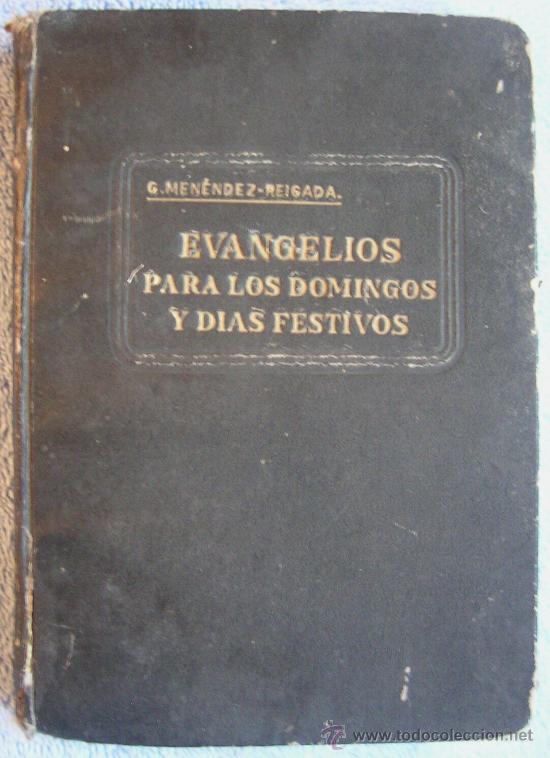 G. MENÉNDEZ-REIGADA.
EVANGELIOS
PARA LOS DOMINGOS
Y DIAS FESTIVOS
www.todocoleccion.net